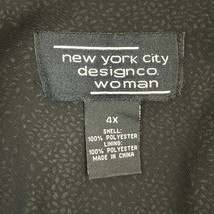 new york city
designco.
woman
4X
SHELL:
100% POLYESTER
LINING:
100% POLYESTER
MADE IN CHINA